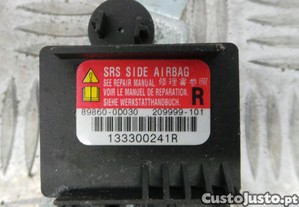 SRS SIDE AIRBAG
SEE REPAIR MANUAL
VOIR LE MANUEL DE REPARATION.
SIEHE WERKSTATTHANDBUCH.
R
89860-0D030 209999-101
133300241R
CustoJusto.pt